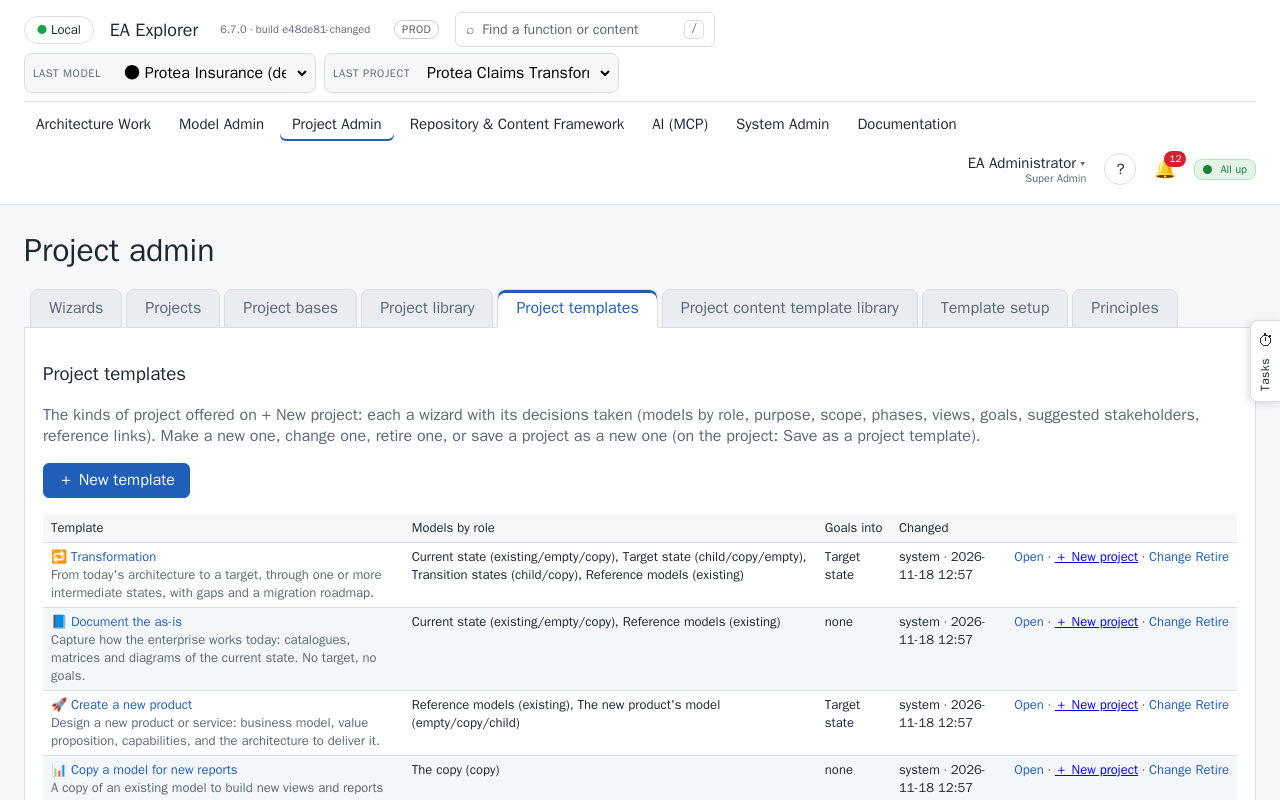 Local
EA Explorer
6.7.0 · build e48de81-changed
PROD
Find a function or content
/
LAST MODEL
Protea Insurance (de
LAST PROJECT
Protea Claims Transfor
Architecture Work
Model Admin
Project Admin
Repository & Content Framework
AI (MCP)
System Admin
Documentation
EA Administrator
Super Admin
?
12
All up
Project admin
Wizards
Projects
Project bases
Project library
Project templates
Project content template library
Template setup
Principles
Tasks
Project templates
The kinds of project offered on + New project: each a wizard with its decisions taken (models by role, purpose, scope, phases, views, goals, suggested stakeholders,
reference links). Make a new one, change one, retire one, or save a project as a new one (on the project: Save as a project template).
+ New template
Template Models by role Goals into Changed
Transformation
From today's architecture to a target, through one or more
intermediate states, with gaps and a migration roadmap.
Current state (existing/empty/copy), Target state (child/copy/empty),
Transition states (child/copy), Reference models (existing)
Target
state
system · 2026-
11-18 12:57
Open · + New project · Change Retire
Document the as-is
Capture how the enterprise works today: catalogues,
matrices and diagrams of the current state. No target, no
goals.
Current state (existing/empty/copy), Reference models (existing)
none
system · 2026-
11-18 12:57
Open · + New project · Change Retire
Create a new product
Design a new product or service: business model, value
proposition, capabilities, and the architecture to deliver it.
Reference models (existing), The new product's model
(empty/copy/child)
Target
state
system · 2026-
11-18 12:57
Open · + New project · Change Retire
Copy a model for new reports
A copy of an existing model to build new views and reports
The copy (copy)
none
system · 2026-
11-18 12:57
Open · + New project · Change Retire